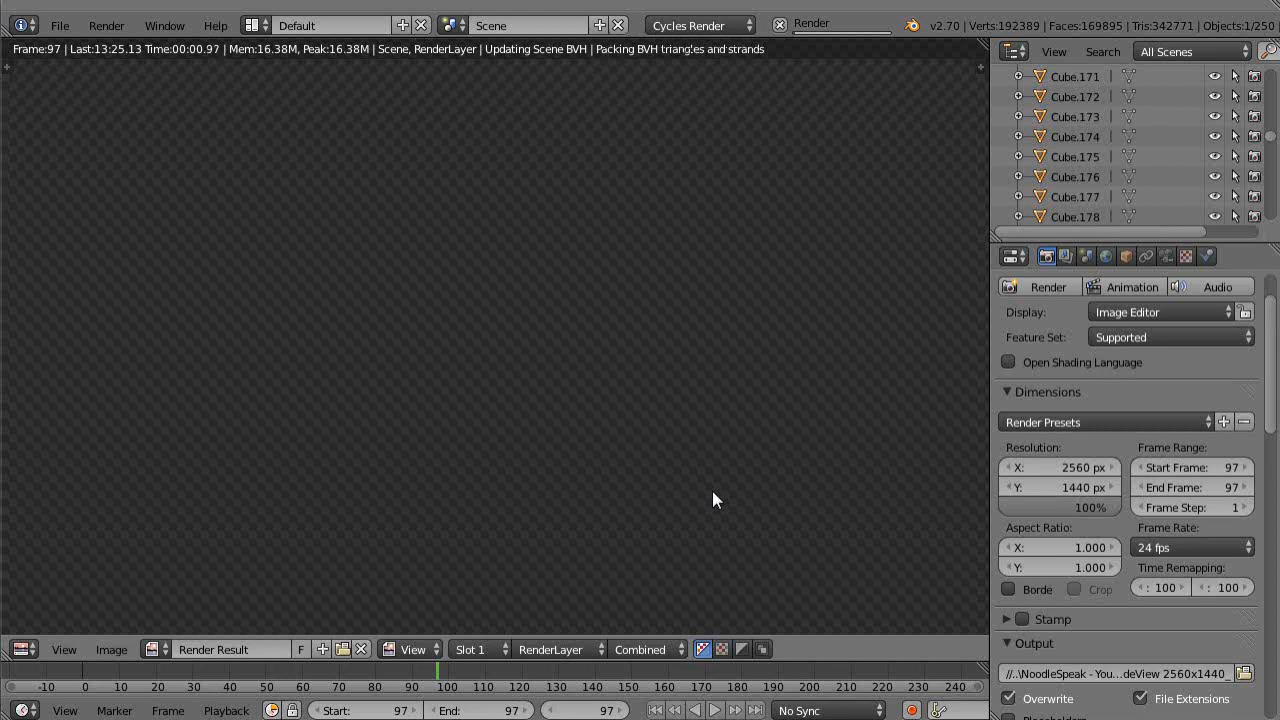 File Render Window Help Default Scene Cycles Render Render v2.70 | Verts:192389 | Faces:169895 | Tris:342771 | Objects:1/250
Frame:97 | Last:13:25.13 Time:00:00.97 | Mem:16.38M, Peak:16.38M | Scene, RenderLayer | Updating Scene BVH | Packing BVH triangles and strands
View Search All Scenes
Cube.171
Cube.172
Cube.173
Cube.174
Cube.175
Cube.176
Cube.177
Cube.178
Render Animation Audio
Display: Image Editor
Feature Set: Supported
Open Shading Language
Dimensions
Render Presets
Resolution: Frame Range:
X: 2560 px Start Frame: 97
Y: 1440 px End Frame: 97
100% Frame Step: 1
Aspect Ratio: Frame Rate:
X: 1.000 24 fps
Y: 1.000 Time Remapping:
Borde Crop : 100 : 100
Stamp
Output
//..\NoodleSpeak - You...deView 2560x1440_
Overwrite File Extensions
View Image Render Result F View Slot 1 RenderLayer Combined
-10 0 10 20 30 40 50 60 70 80 90 100 110 120 130 140 150 160 170 180 190 200 210 220 230 240
View Marker Frame Playback Start: 97 End: 97 97 No Sync